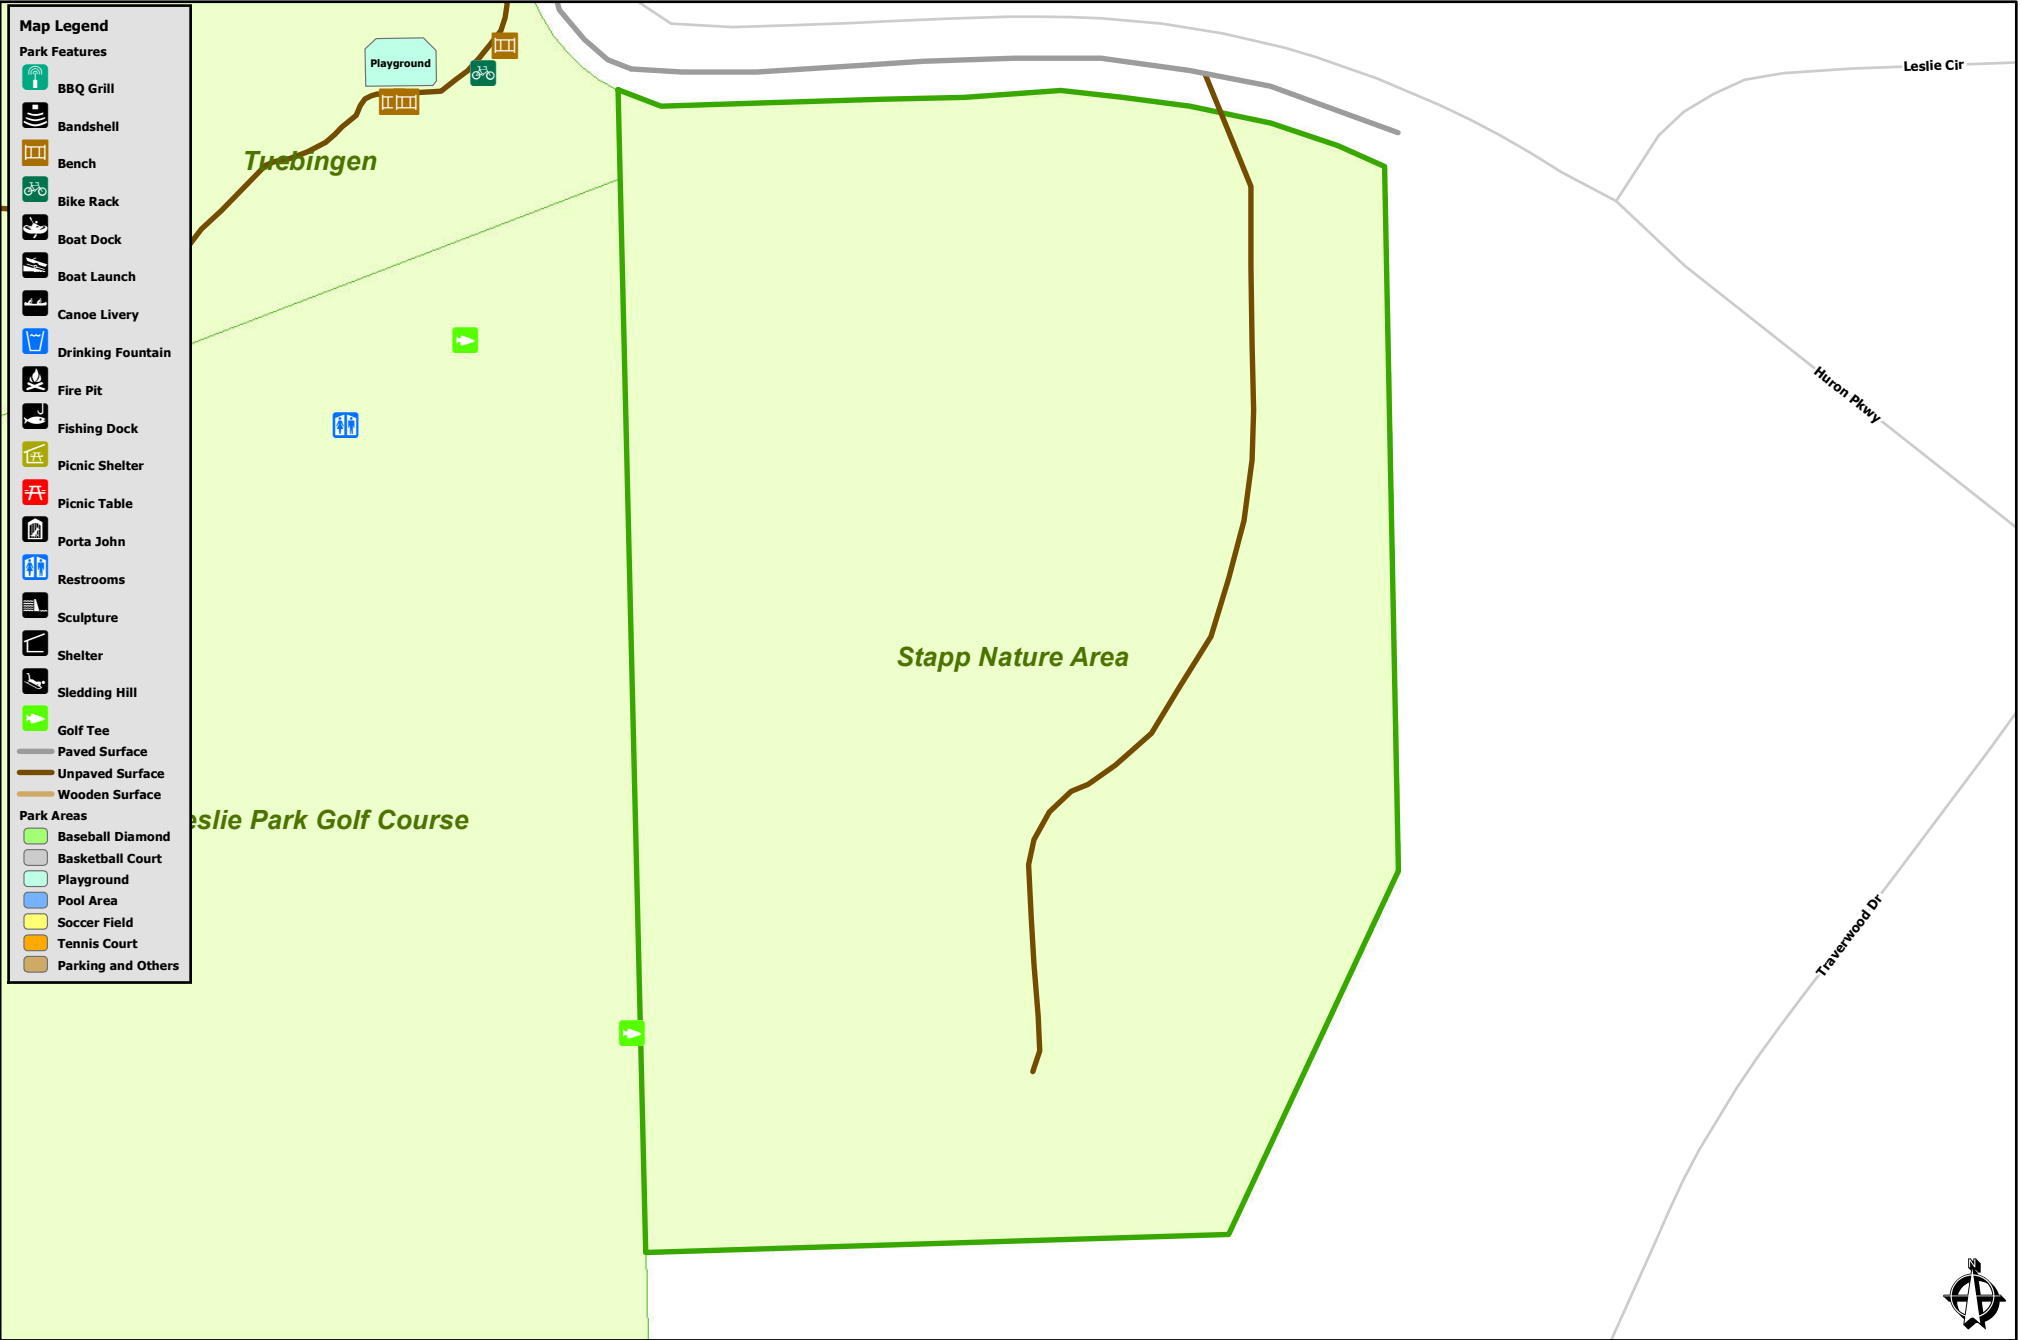 Map Legend
Park Features
BBQ Grill
Bandshell
Bench
Bike Rack
Boat Dock
Boat Launch
Canoe Livery
Drinking Fountain
Fire Pit
Fishing Dock
Picnic Shelter
Picnic Table
Porta John
Restrooms
Sculpture
Shelter
Sledding Hill
Golf Tee
Paved Surface
Unpaved Surface
Wooden Surface
Park Areas
Baseball Diamond
Basketball Court
Playground
Pool Area
Soccer Field
Tennis Court
Parking and Others
Playground
Tuebingen
eslie Park Golf Course
Stapp Nature Area
Leslie Cir
Huron Pkwy
Traverwood Dr
N